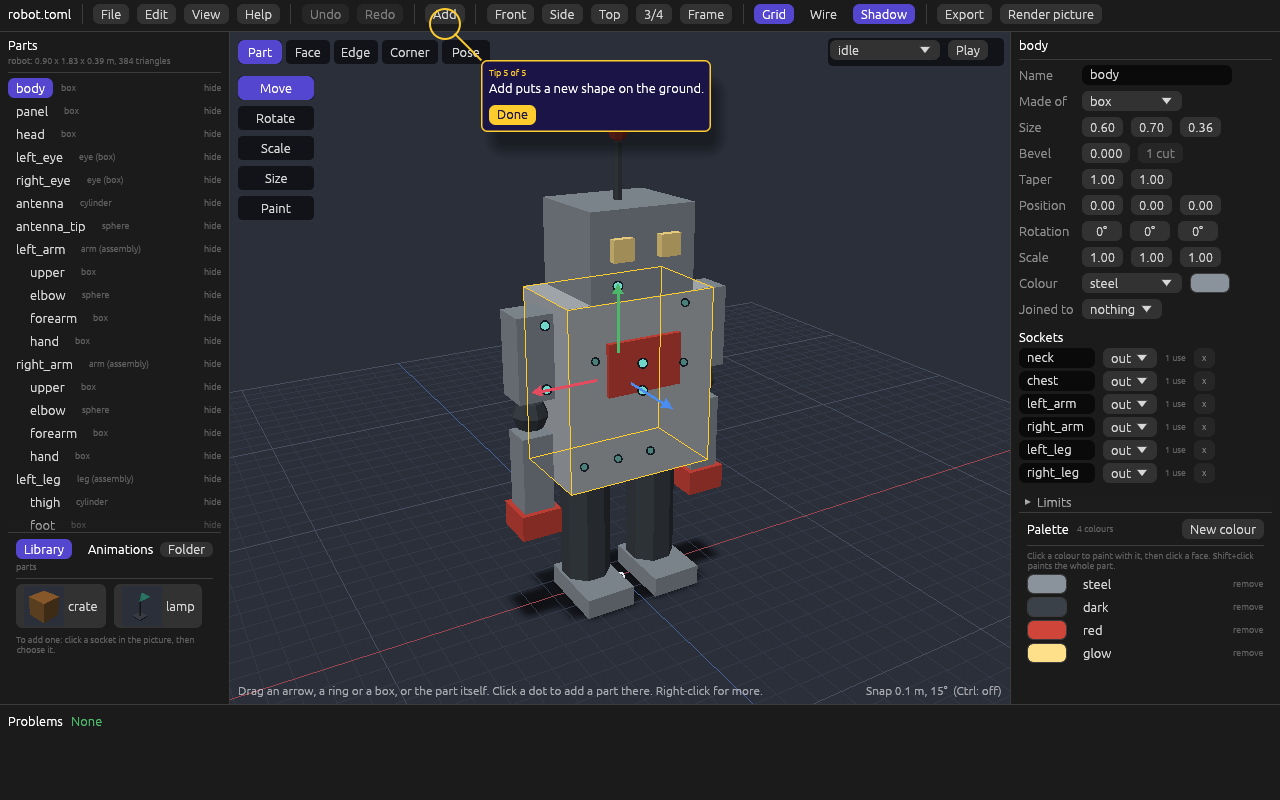 robot.toml File Edit View Help Undo Redo Add Front Side Top 3/4 Frame Grid Wire Shadow Export Render picture
Parts
robot: 0.90 x 1.83 x 0.39 m, 384 triangles
body box hide
panel box hide
head box hide
left_eye eye (box) hide
right_eye eye (box) hide
antenna cylinder hide
antenna_tip sphere hide
left_arm arm (assembly) hide
upper box hide
elbow sphere hide
forearm box hide
hand box hide
right_arm arm (assembly) hide
upper box hide
elbow sphere hide
forearm box hide
hand box hide
left_leg leg (assembly) hide
thigh cylinder hide
foot box hide
Library Animations Folder
parts
crate lamp
To add one: click a socket in the picture, then
choose it.
Part Face Edge Corner Pose
Move
Rotate
Scale
Size
Paint
Tip 5 of 5
Add puts a new shape on the ground.
Done
idle Play
Drag an arrow, a ring or a box, or the part itself. Click a dot to add a part there. Right-click for more.
Snap 0.1 m, 15° (Ctrl: off)
body
Name body
Made of box
Size 0.60 0.70 0.36
Bevel 0.000 1 cut
Taper 1.00 1.00
Position 0.00 0.00 0.00
Rotation 0° 0° 0°
Scale 1.00 1.00 1.00
Colour steel
Joined to nothing
Sockets
neck out 1 use x
chest out 1 use x
left_arm out 1 use x
right_arm out 1 use x
left_leg out 1 use x
right_leg out 1 use x
Limits
Palette 4 colours New colour
Click a colour to paint with it, then click a face. Shift+click
paints the whole part.
steel remove
dark remove
red remove
glow remove
Problems None